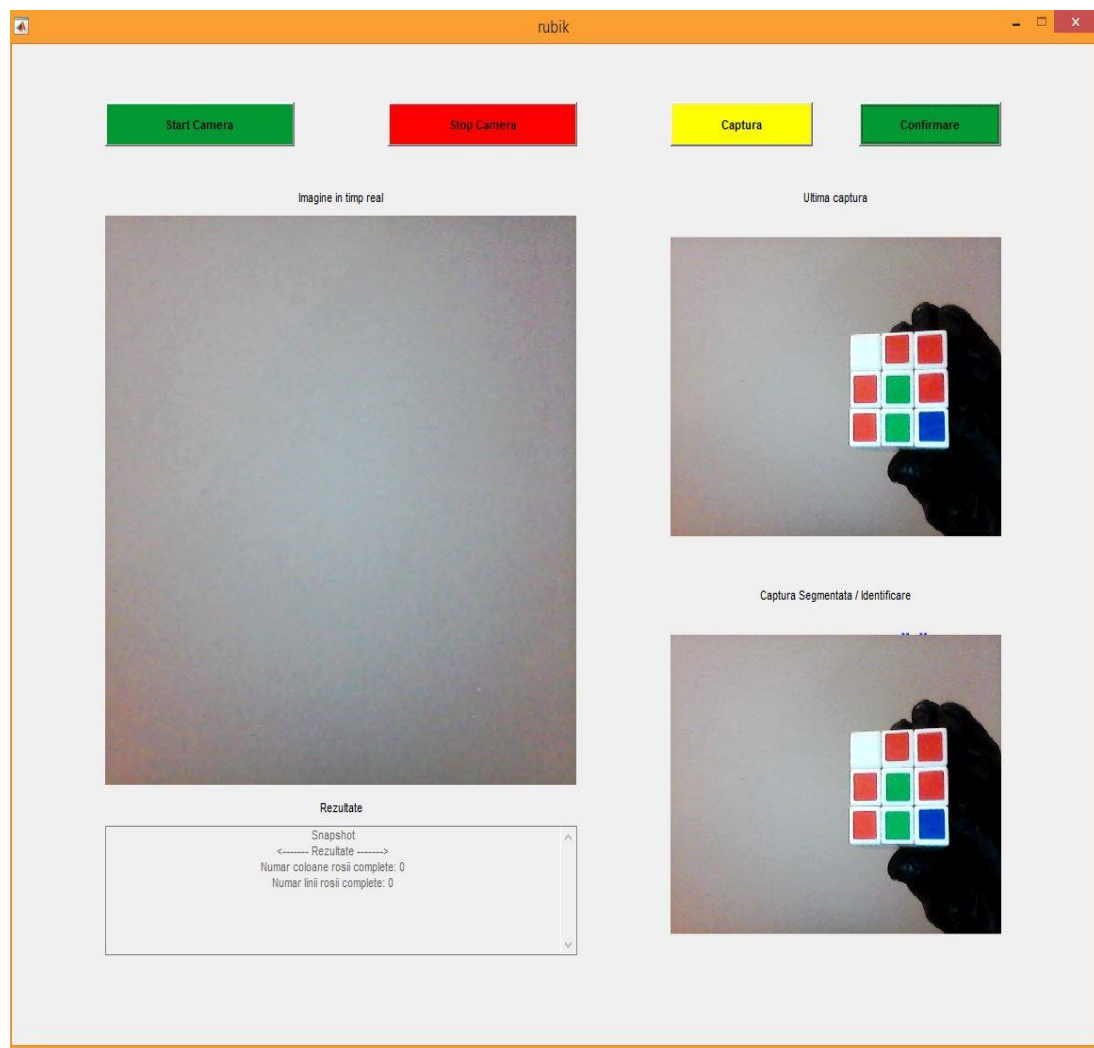 rubik
Start Camera
Stop Camera
Captura
Confirmare
Imagine in timp real
Ultima captura
Captura Segmentata / Identificare
Rezultate
Snapshot
<------- Rezultate ------->
Numar coloane rosii complete: 0
Numar linii rosii complete: 0